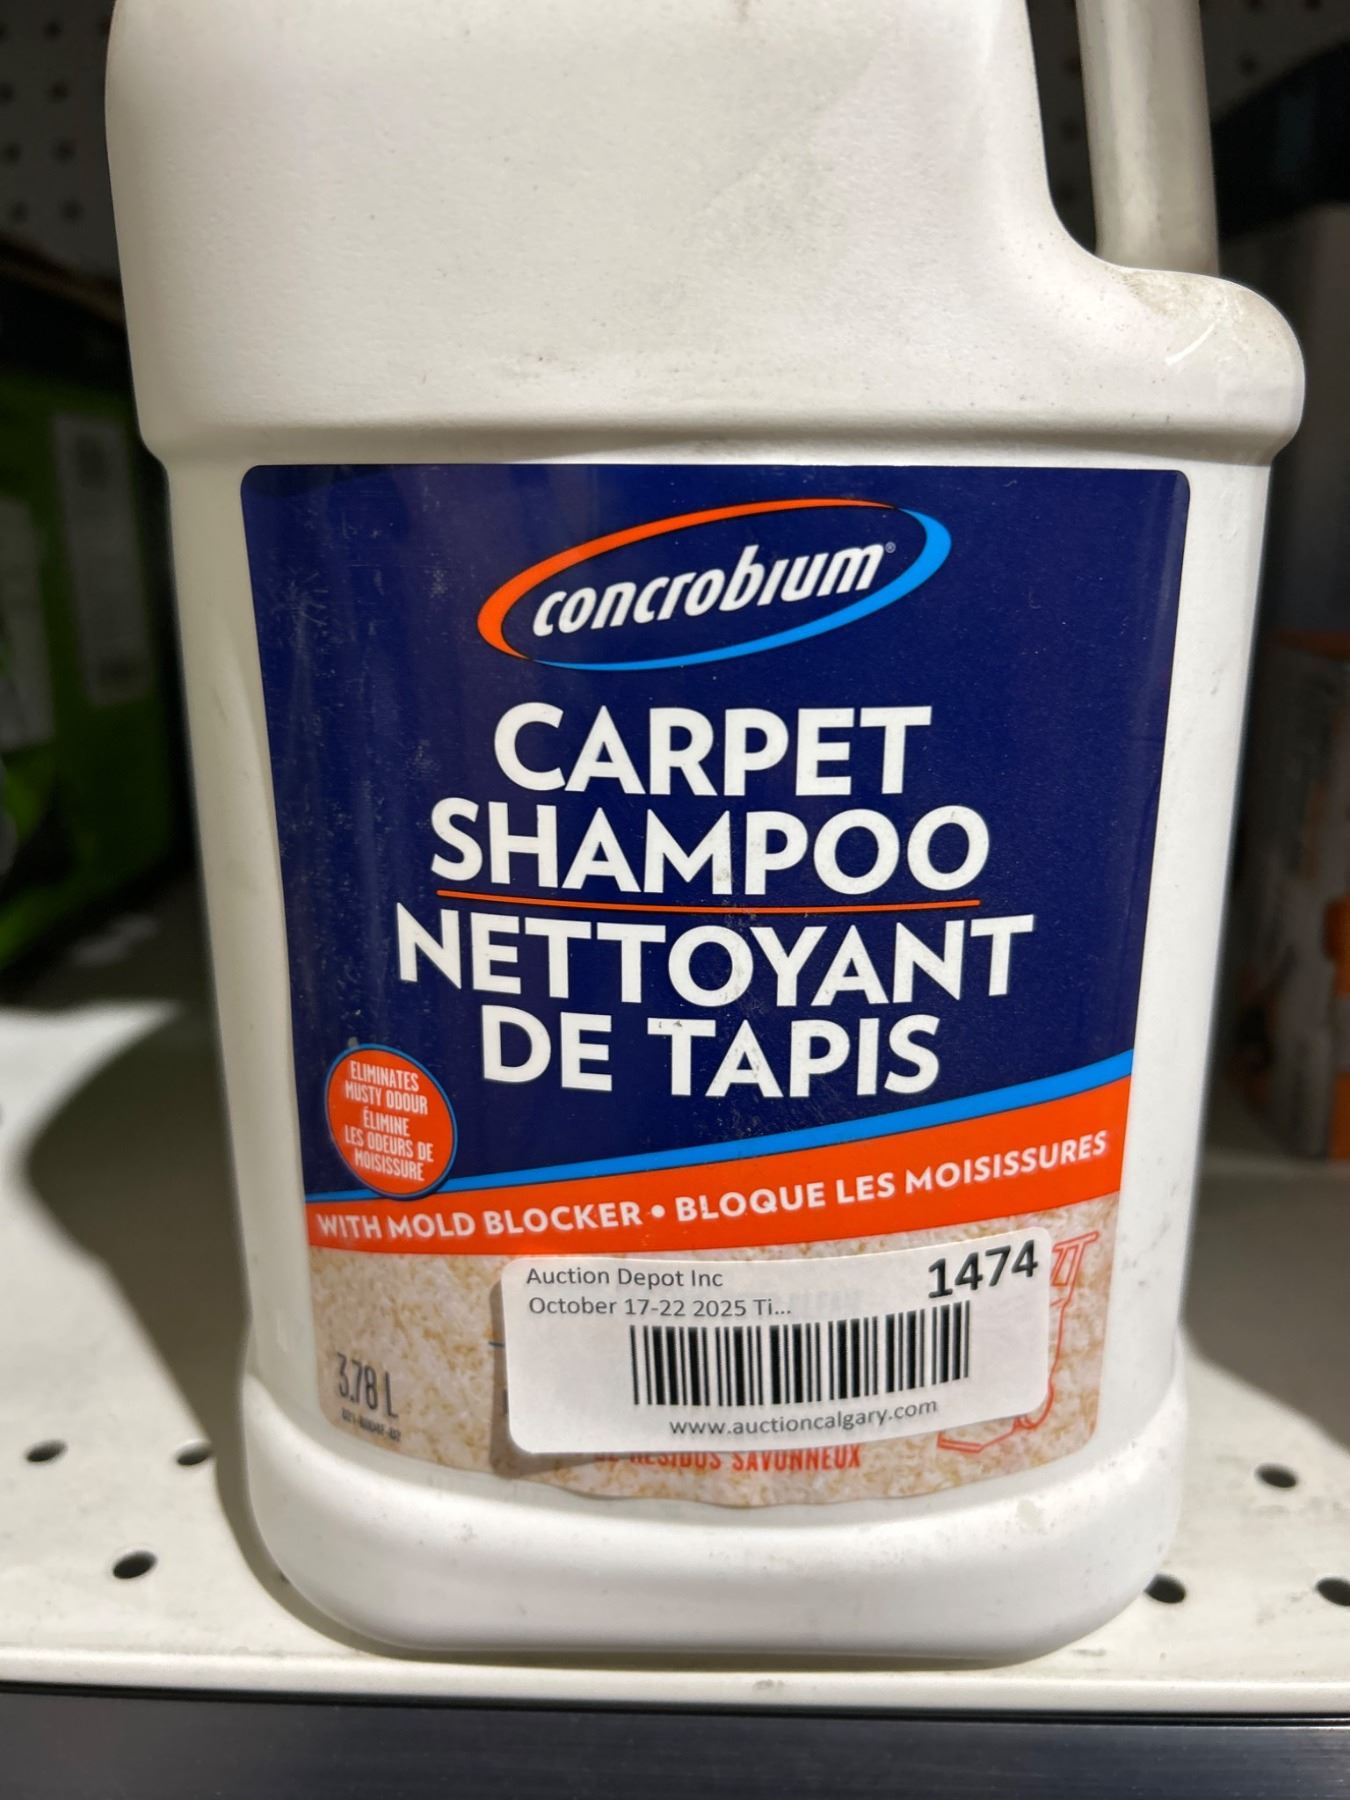 concrobium®
CARPET
SHAMPOO
NETTOYANT
DE TAPIS
ELIMINATES
MUSTY ODOUR
ÉLIMINE
LES ODEURS DE
MOISISSURE
WITH MOLD BLOCKER • BLOQUE LES MOISISSURES
Auction Depot Inc
1474
October 17-22 2025 Ti...
www.auctioncalgary.com
3.78 L
RÉSIDUS SAVONNEUX